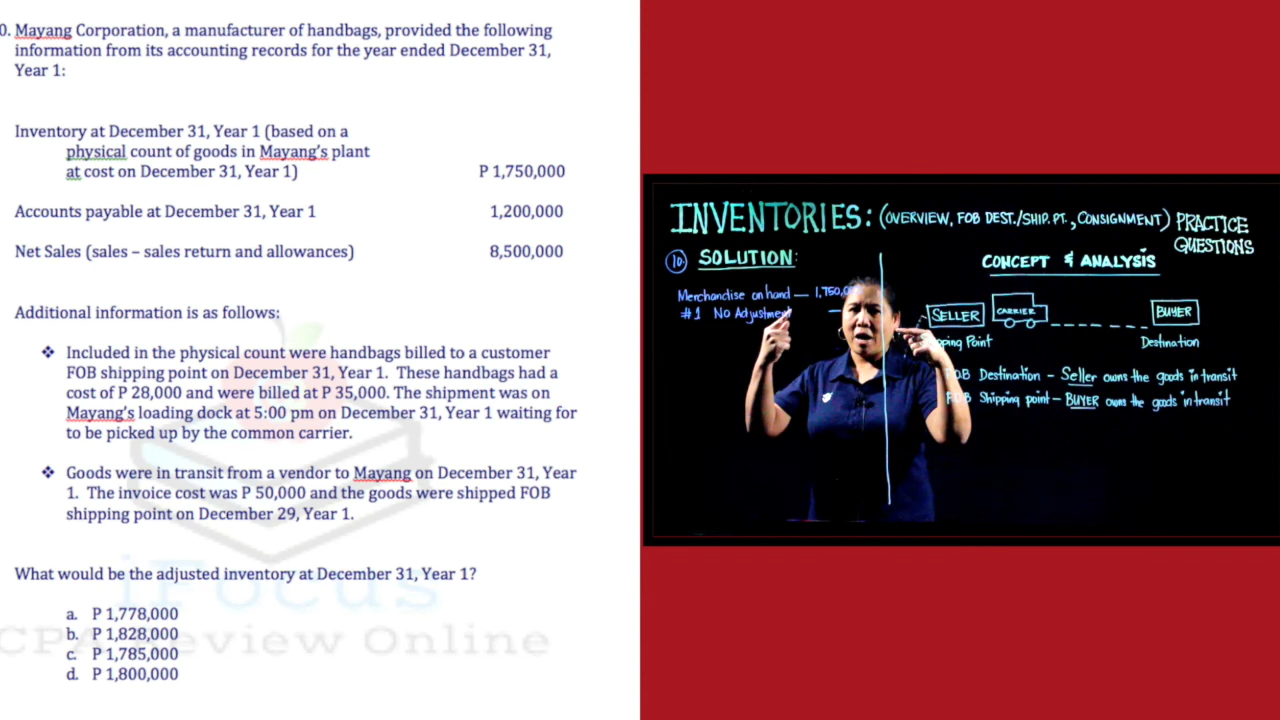 0. Mayang Corporation, a manufacturer of handbags, provided the following
information from its accounting records for the year ended December 31,
Year 1:
Inventory at December 31, Year 1 (based on a
physical count of goods in Mayang's plant
at cost on December 31, Year 1) P 1,750,000
Accounts payable at December 31, Year 1 1,200,000
Net Sales (sales – sales return and allowances) 8,500,000
Additional information is as follows:
❖ Included in the physical count were handbags billed to a customer
FOB shipping point on December 31, Year 1. These handbags had a
cost of P 28,000 and were billed at P 35,000. The shipment was on
Mayang's loading dock at 5:00 pm on December 31, Year 1 waiting for
to be picked up by the common carrier.
❖ Goods were in transit from a vendor to Mayang on December 31, Year
1. The invoice cost was P 50,000 and the goods were shipped FOB
shipping point on December 29, Year 1.
What would be the adjusted inventory at December 31, Year 1?
a. P 1,778,000
b. P 1,828,000
c. P 1,785,000
d. P 1,800,000
iFocus
CPA Review Online
INVENTORIES: (OVERVIEW, FOB DEST./SHIP. PT., CONSIGNMENT) PRACTICE
QUESTIONS
10. SOLUTION:
Merchandise on hand — 1,750,0
#1 No Adjustment —
CONCEPT & ANALYSIS
SELLER
CARRIER
BUYER
pping Point
Destination
FOB Destination – Seller owns the goods in transit
FOB Shipping point – BUYER owns the goods in transit